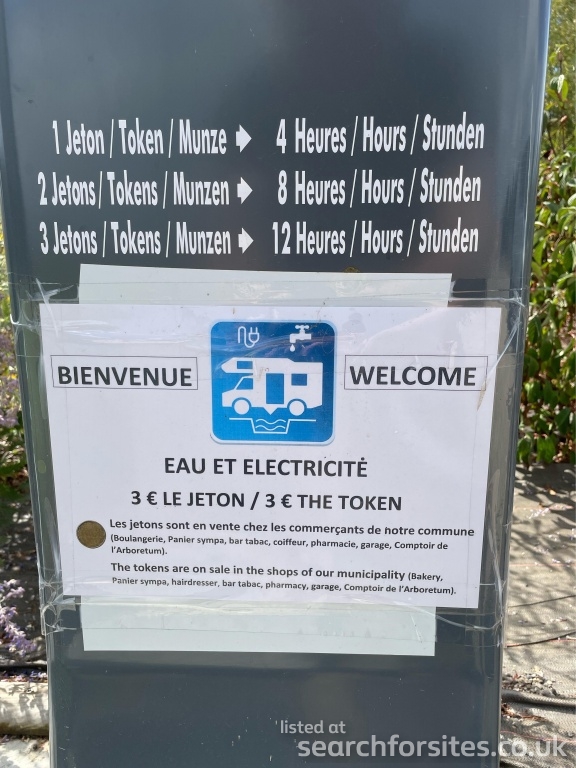 1 Jeton / Token / Munze ➧ 4 Heures / Hours / Stunden
2 Jetons / Tokens / Munzen ➧ 8 Heures / Hours / Stunden
3 Jetons / Tokens / Munzen ➧ 12 Heures / Hours / Stunden
BIENVENUE WELCOME
EAU ET ELECTRICITÉ
3 € LE JETON / 3 € THE TOKEN
Les jetons sont en vente chez les commerçants de notre commune
(Boulangerie, Panier sympa, bar tabac, coiffeur, pharmacie, garage, Comptoir de
l'Arboretum).
The tokens are on sale in the shops of our municipality (Bakery,
Panier sympa, hairdresser, bar tabac, pharmacy, garage, Comptoir de l'Arboretum).
listed at
searchforsites.co.uk